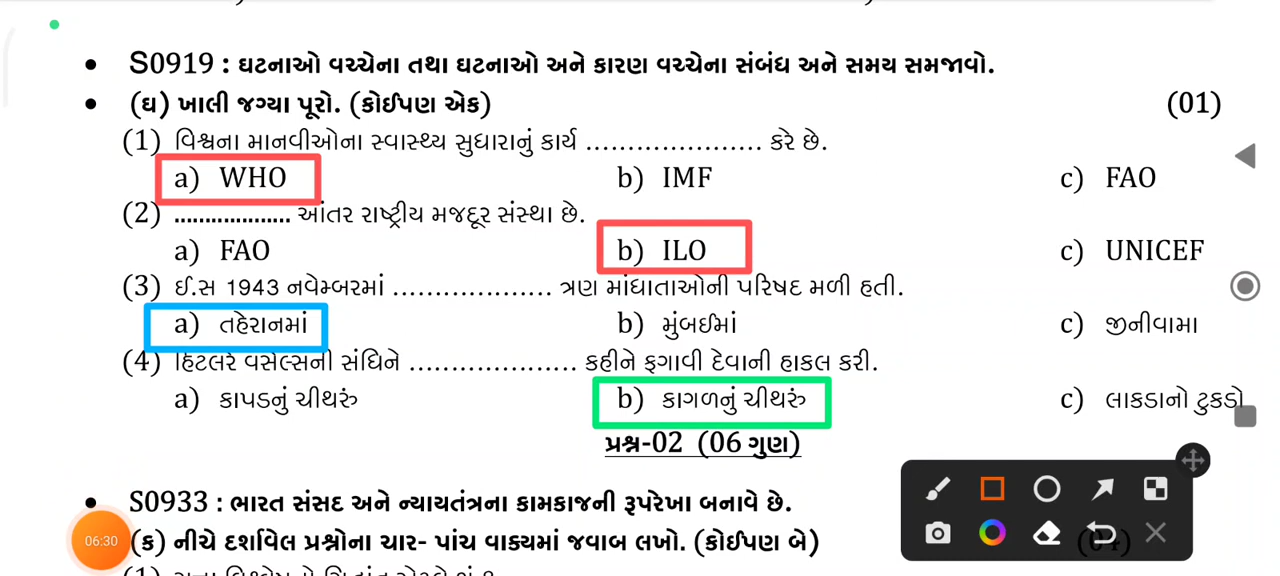 • S0919 : ઘટનાઓ વચ્ચેના તથા ઘટનાઓ અને કારણ વચ્ચેના સંબંધ અને સમય સમજાવો.
• (ઘ) ખાલી જગ્યા પૂરો. (કોઈપણ એક) (01)
(1) વિશ્વના માનવીઓના સ્વાસ્થ્ય સુધારાનું કાર્ય ..................... કરે છે.
a) WHO b) IMF c) FAO
(2) ................... આંતર રાષ્ટ્રીય મજદૂર સંસ્થા છે.
a) FAO b) ILO c) UNICEF
(3) ઈ.સ 1943 નવેમ્બરમાં ................... ત્રણ માંધાતાઓની પરિષદ મળી હતી.
a) તહેરાનમાં b) મુંબઈમાં c) જીનીવામા
(4) હિટલરે વર્સેલ્સની સંધિને .................... કહીને ફગાવી દેવાની હાકલ કરી.
a) કાપડનું ચીથરું b) કાગળનું ચીથરું c) લાકડાનો ટુકડો
પ્રશ્ન-02 (06 ગુણ)
• S0933 : ભારત સંસદ અને ન્યાયતંત્રના કામકાજની રૂપરેખા બનાવે છે.
06:30 (ક) નીચે દર્શાવેલ પ્રશ્નોના ચાર- પાંચ વાક્યમાં જવાબ લખો. (કોઈપણ બે) (04)